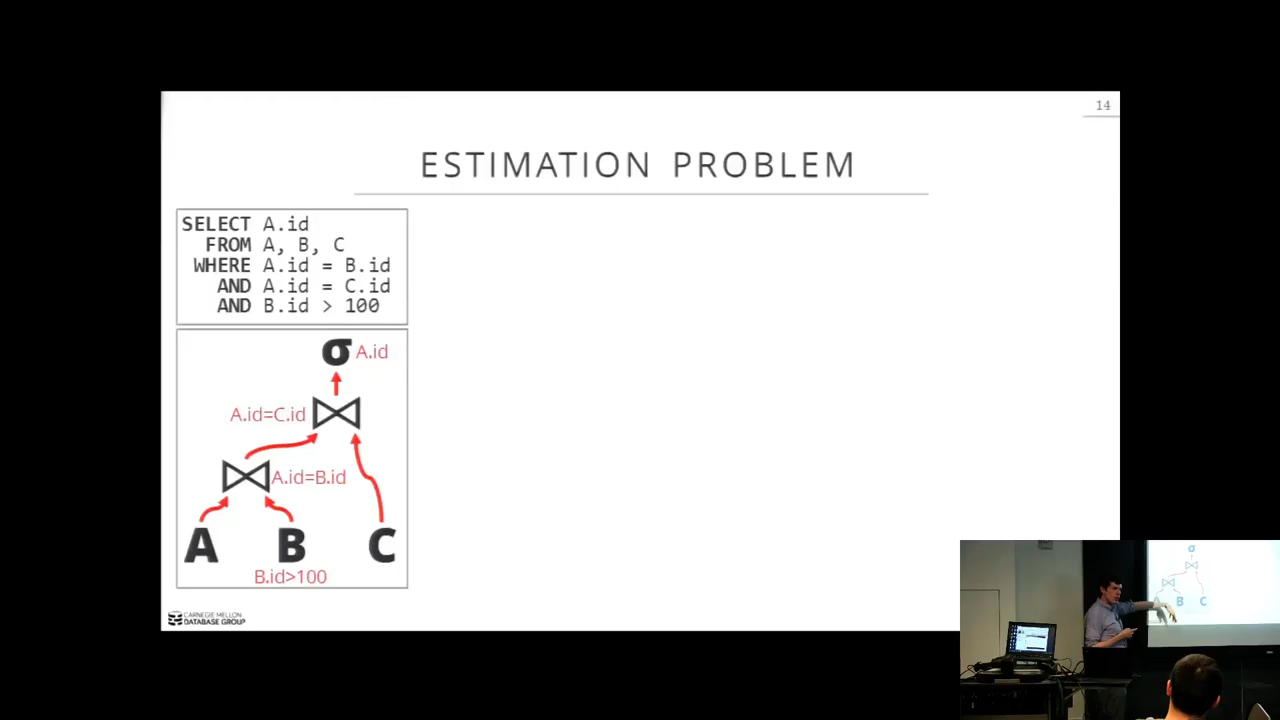 14
ESTIMATION PROBLEM
SELECT A.id
FROM A, B, C
WHERE A.id = B.id
AND A.id = C.id
AND B.id > 100
σ A.id
A.id=C.id
A.id=B.id
A B C
B.id>100
CARNEGIE MELLON
DATABASE GROUP
σ
B C